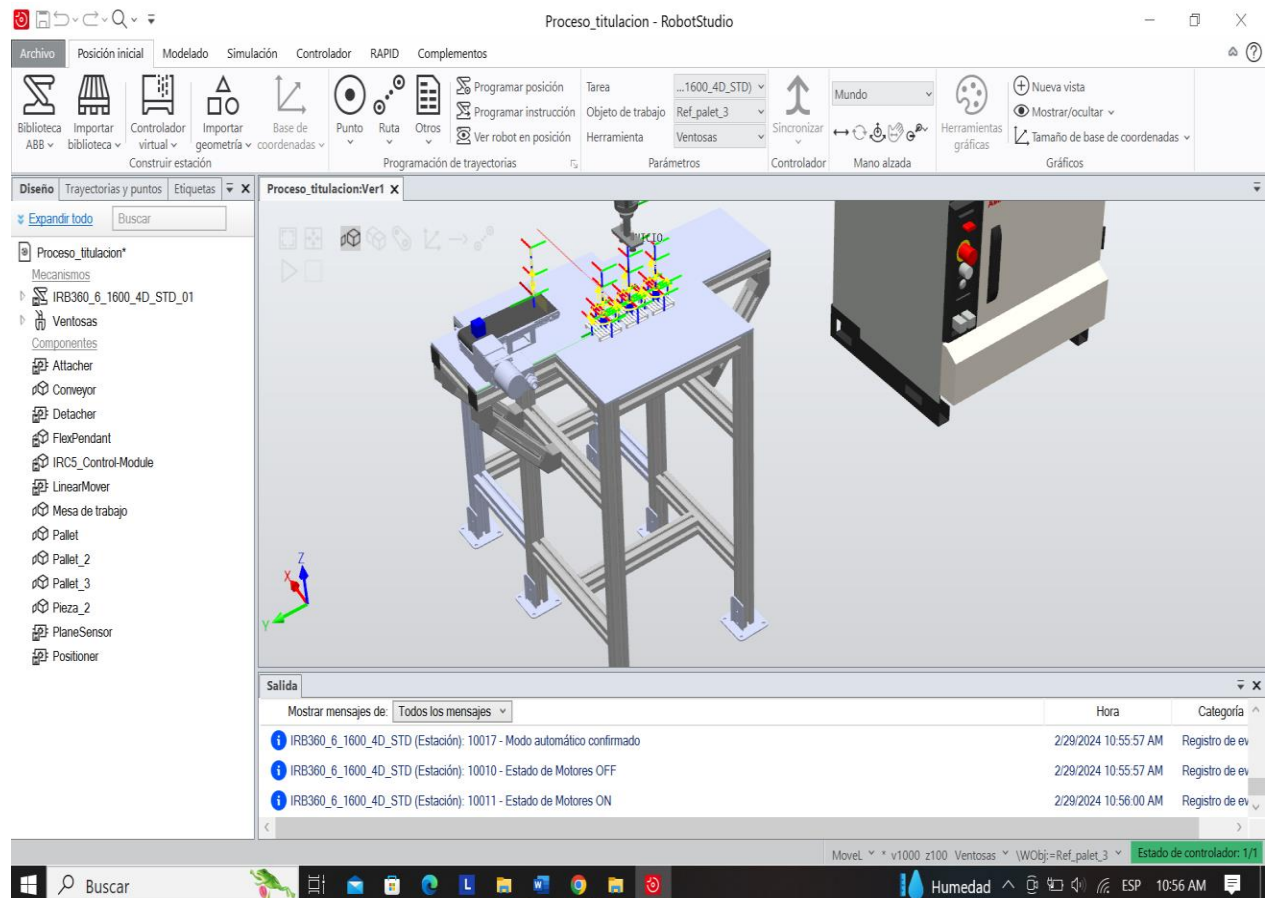 Proceso_titulacion - RobotStudio
Archivo Posición inicial Modelado Simulación Controlador RAPID Complementos
Biblioteca ABB
Importar biblioteca
Controlador virtual
Importar geometría
Base de coordenadas
Construir estación
Punto
Ruta
Otros
Programar posición
Programar instrucción
Ver robot en posición
Programación de trayectorias
Tarea ...1600_4D_STD)
Objeto de trabajo Ref_palet_3
Herramienta Ventosas
Parámetros
Sincronizar
Controlador
Mundo
Mano alzada
Herramientas gráficas
Nueva vista
Mostrar/ocultar
Tamaño de base de coordenadas
Gráficos
Diseño Trayectorias y puntos Etiquetas
Expandir todo Buscar
Proceso_titulacion*
Mecanismos
IRB360_6_1600_4D_STD_01
Ventosas
Componentes
Attacher
Conveyor
Detacher
FlexPendant
IRC5_Control-Module
LinearMover
Mesa de trabajo
Pallet
Pallet_2
Pallet_3
Pieza_2
PlaneSensor
Positioner
Proceso_titulacion:Ver1 X
Z
X
Y
Salida
Mostrar mensajes de: Todos los mensajes
Hora Categoría
IRB360_6_1600_4D_STD (Estación): 10017 - Modo automático confirmado 2/29/2024 10:55:57 AM Registro de ev
IRB360_6_1600_4D_STD (Estación): 10010 - Estado de Motores OFF 2/29/2024 10:55:57 AM Registro de ev
IRB360_6_1600_4D_STD (Estación): 10011 - Estado de Motores ON 2/29/2024 10:56:00 AM Registro de ev
MoveL * v1000 z100 Ventosas \WObj:=Ref_palet_3 Estado de controlador: 1/1
Buscar Humedad ESP 10:56 AM